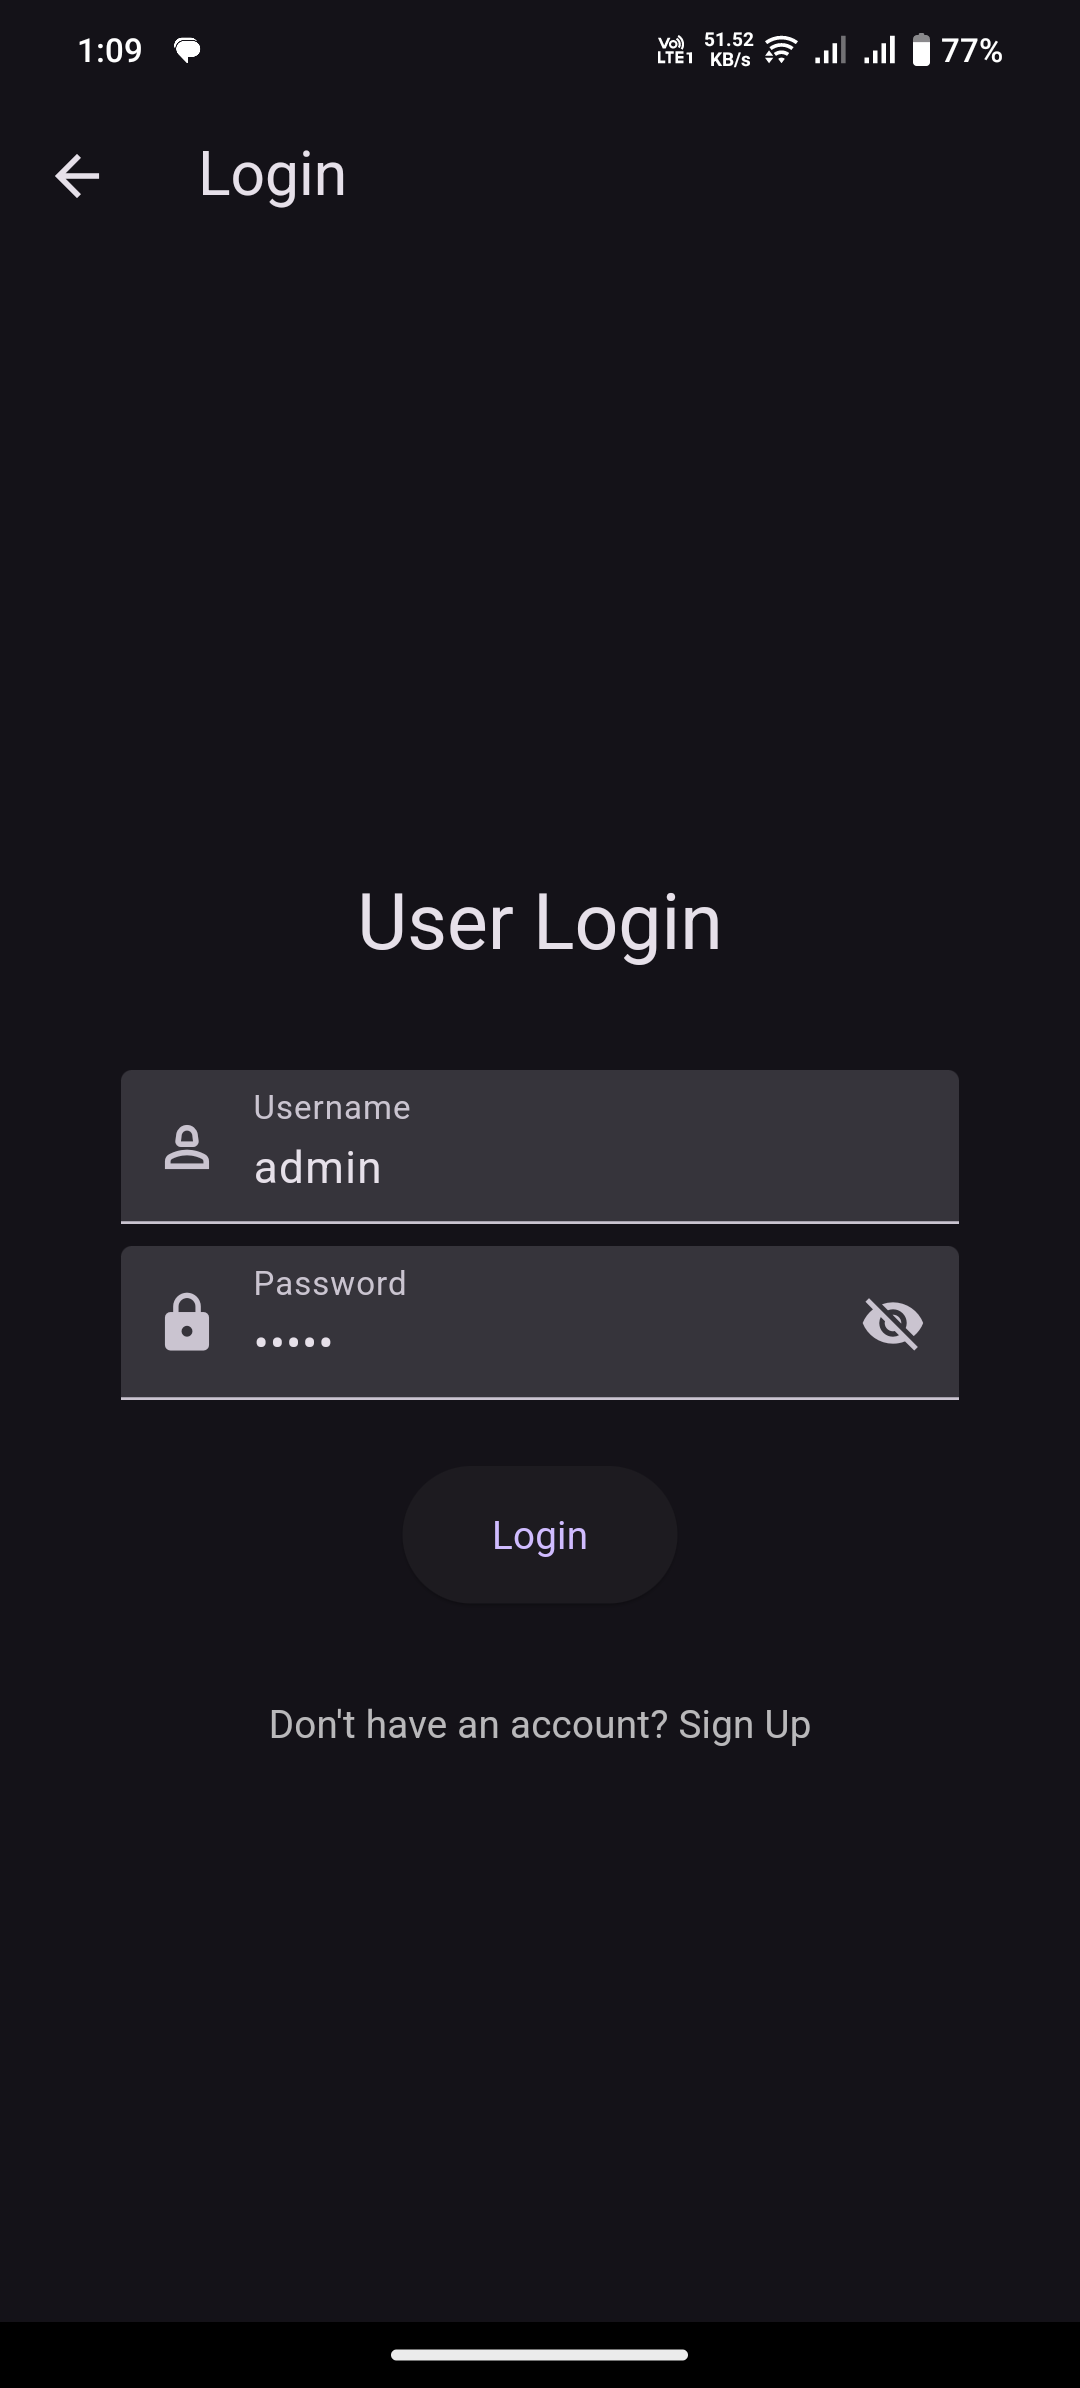 1:09 Vo LTE1 51.52 KB/s 77%
Login
User Login
Username
admin
Password
•••••
Login
Don't have an account? Sign Up